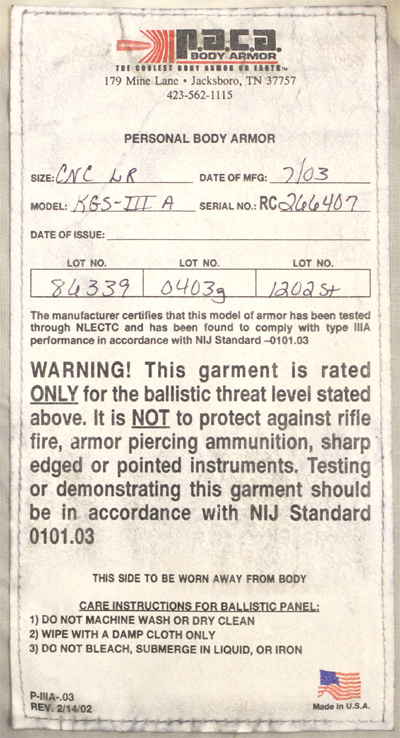 p.a.c.a.
BODY ARMOR
THE COOLEST BODY ARMOR ON EARTH™
179 Mine Lane • Jacksboro, TN 37757
423-562-1115
PERSONAL BODY ARMOR
SIZE: CNC LR DATE OF MFG: 7/03
MODEL: KGS-III A SERIAL NO.: RC266407
DATE OF ISSUE:
LOT NO. LOT NO. LOT NO.
84339 0403g 1202St
The manufacturer certifies that this model of armor has been tested
through NLECTC and has been found to comply with type IIIA
performance in accordance with NIJ Standard –0101.03
WARNING! This garment is rated
ONLY for the ballistic threat level stated
above. It is NOT to protect against rifle
fire, armor piercing ammunition, sharp
edged or pointed instruments. Testing
or demonstrating this garment should
be in accordance with NIJ Standard
0101.03
THIS SIDE TO BE WORN AWAY FROM BODY
CARE INSTRUCTIONS FOR BALLISTIC PANEL:
1) DO NOT MACHINE WASH OR DRY CLEAN
2) WIPE WITH A DAMP CLOTH ONLY
3) DO NOT BLEACH, SUBMERGE IN LIQUID, OR IRON
P-IIIA-.03
REV. 2/14/02
Made in U.S.A.